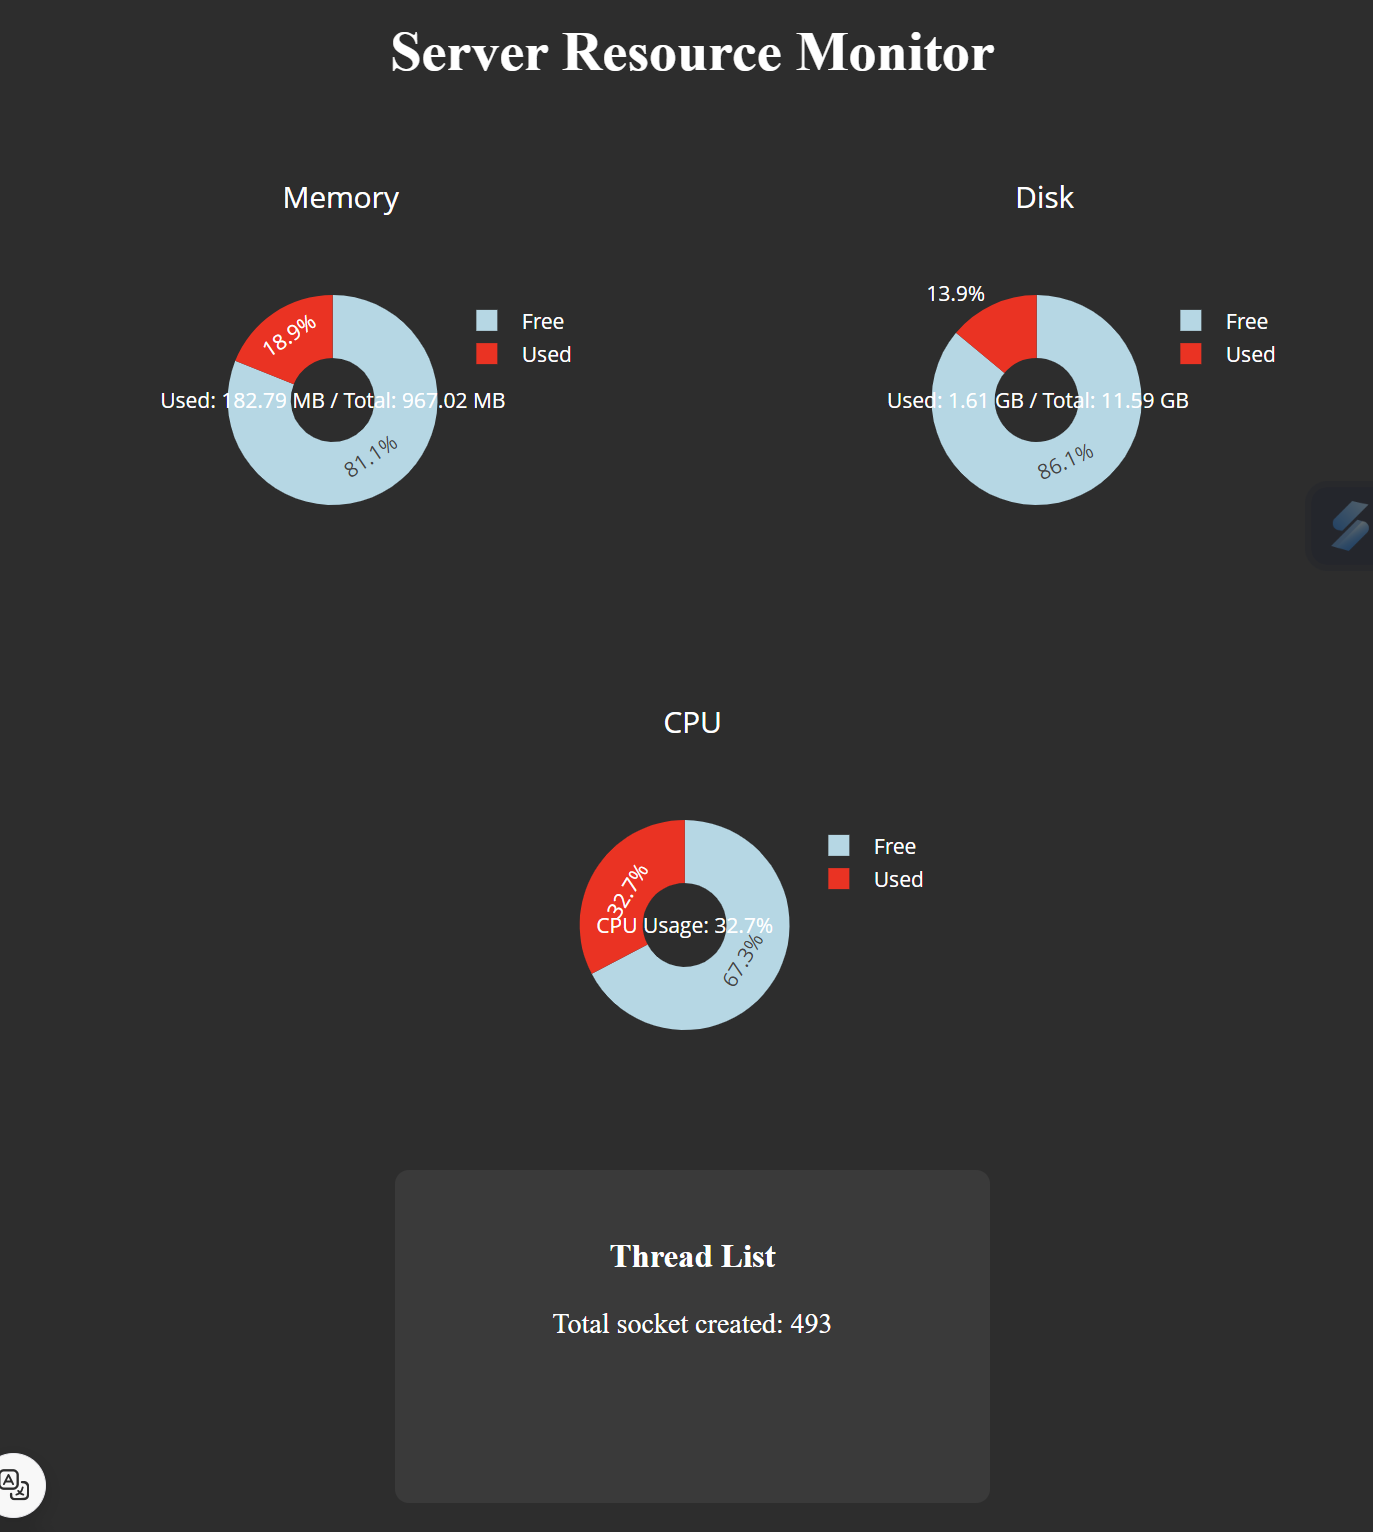 Server Resource Monitor
Memory
18.9%
81.1%
Used: 182.79 MB / Total: 967.02 MB
Free
Used
Disk
13.9%
86.1%
Used: 1.61 GB / Total: 11.59 GB
Free
Used
CPU
32.7%
67.3%
CPU Usage: 32.7%
Free
Used
Thread List
Total socket created: 493